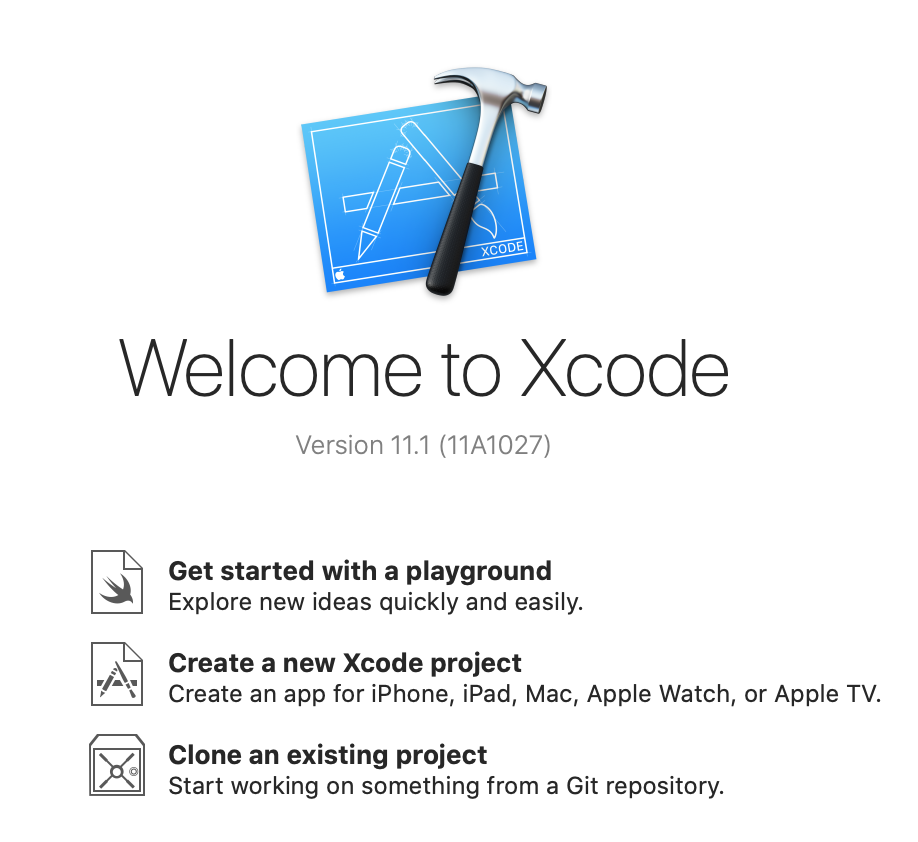 XCODE
Welcome to Xcode
Version 11.1 (11A1027)
Get started with a playground
Explore new ideas quickly and easily.
Create a new Xcode project
Create an app for iPhone, iPad, Mac, Apple Watch, or Apple TV.
Clone an existing project
Start working on something from a Git repository.